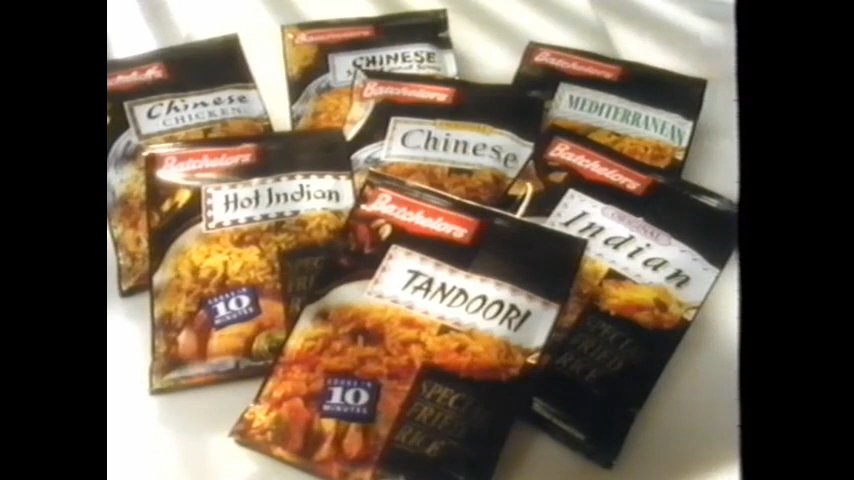 Batchelors
Chinese
CHICKEN
Batchelors
CHINESE
Batchelors
Chinese
Batchelors
MEDITERRANEAN
Batchelors
Hot Indian
COOKS IN
10
MINUTES
Batchelors
ORIGINAL
Indian
SPECIAL
FRIED
RICE
Batchelors
TANDOORI
COOKS IN
10
MINUTES
SPECIAL
FRIED
RICE